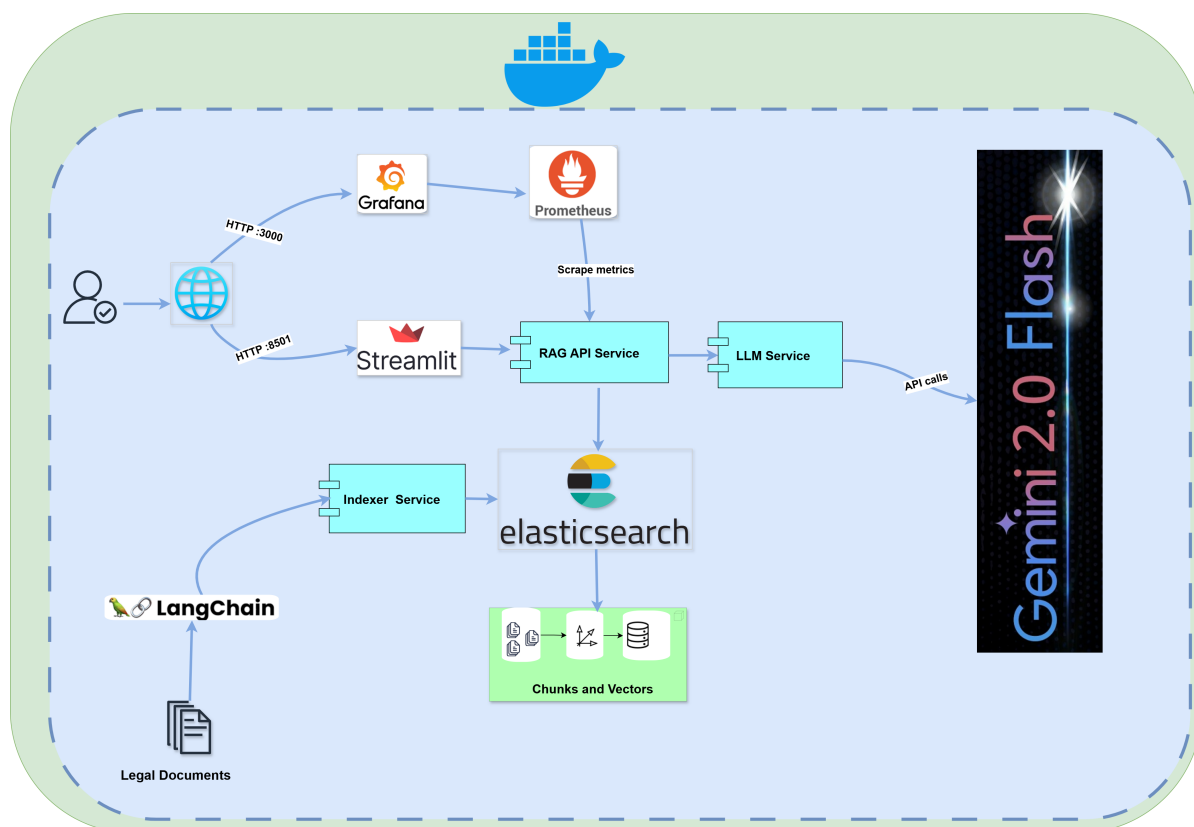 Grafana
Prometheus
HTTP :3000
Scrape metrics
HTTP :8501
Streamlit
RAG API Service
LLM Service
API calls
Gemini 2.0 Flash
Indexer  Service
elasticsearch
LangChain
Chunks and Vectors
Legal Documents